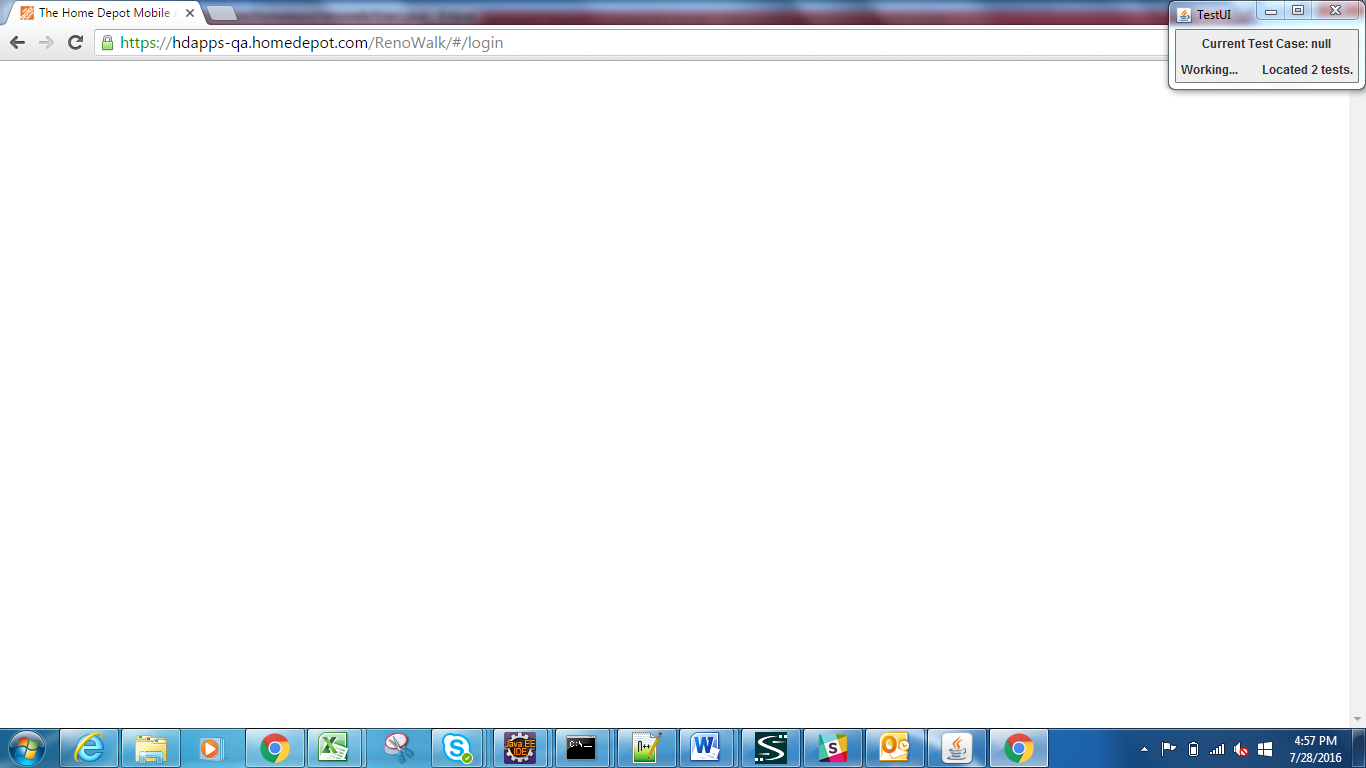 The Home Depot Mobile
TestUI
https://hdapps-qa.homedepot.com/RenoWalk/#/login
Current Test Case: null
Working... Located 2 tests.
Java EE
IDE
C:\._
4:57 PM
7/28/2016